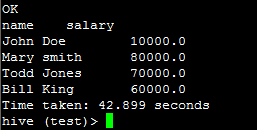 OK
name salary
John Doe 10000.0
Mary smith 80000.0
Todd Jones 70000.0
Bill King 60000.0
Time taken: 42.899 seconds
hive (test)>